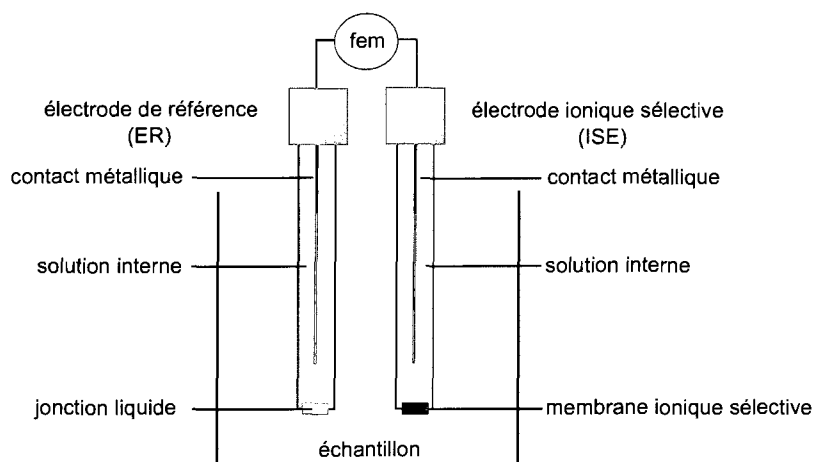 fem
électrode de référence
(ER)
électrode ionique sélective
(ISE)
contact métallique
contact métallique
solution interne
solution interne
jonction liquide
membrane ionique sélective
échantillon